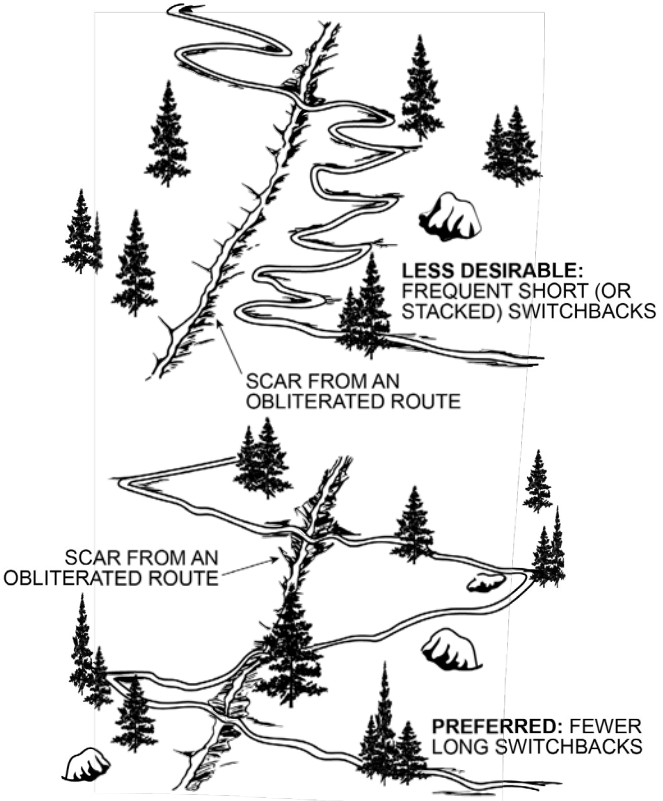 LESS DESIRABLE:
FREQUENT SHORT (OR
STACKED) SWITCHBACKS
SCAR FROM AN
OBLITERATED ROUTE
SCAR FROM AN
OBLITERATED ROUTE
PREFERRED: FEWER
LONG SWITCHBACKS